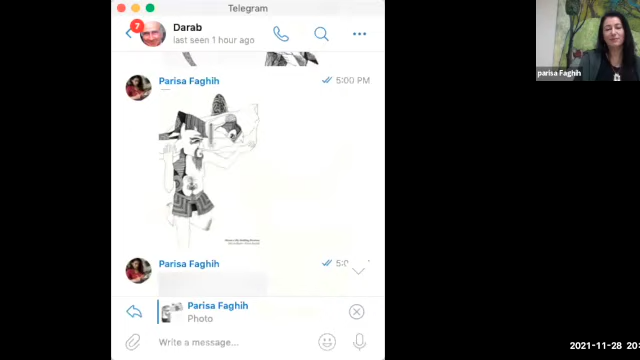 Telegram
7
Darab
last seen 1 hour ago
Parisa Faghih
5:00 PM
Parisa Faghih
Parisa Faghih
Photo
Write a message...
parisa Faghih
2021-11-28